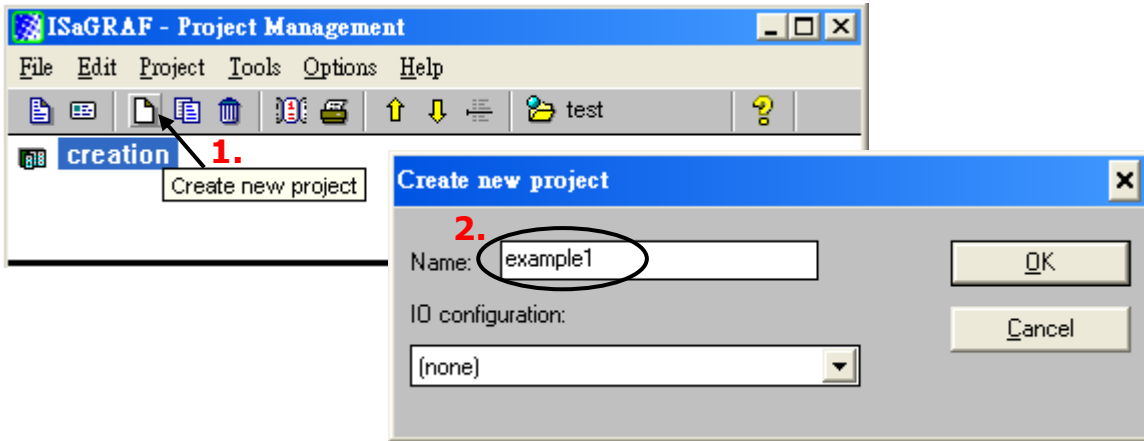 ISaGRAF - Project Management
File Edit Project Tools Options Help
test
creation
1.
Create new project
Create new project
2.
Name: example1
OK
IO configuration:
Cancel
(none)